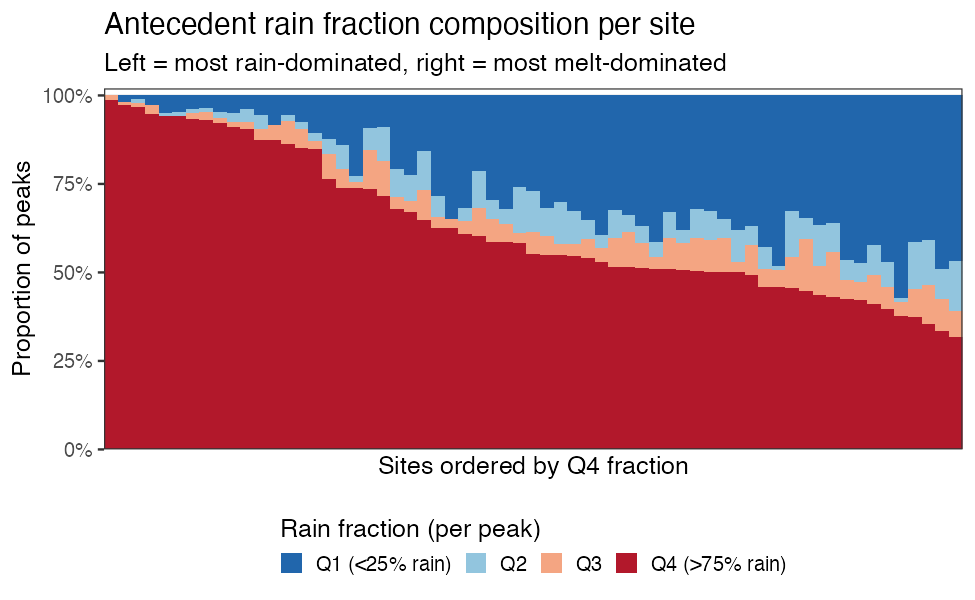 Antecedent rain fraction composition per site
Left = most rain-dominated, right = most melt-dominated
Proportion of peaks
100%
75%
50%
25%
0%
Sites ordered by Q4 fraction
Rain fraction (per peak)
Q1 (<25% rain) Q2 Q3 Q4 (>75% rain)